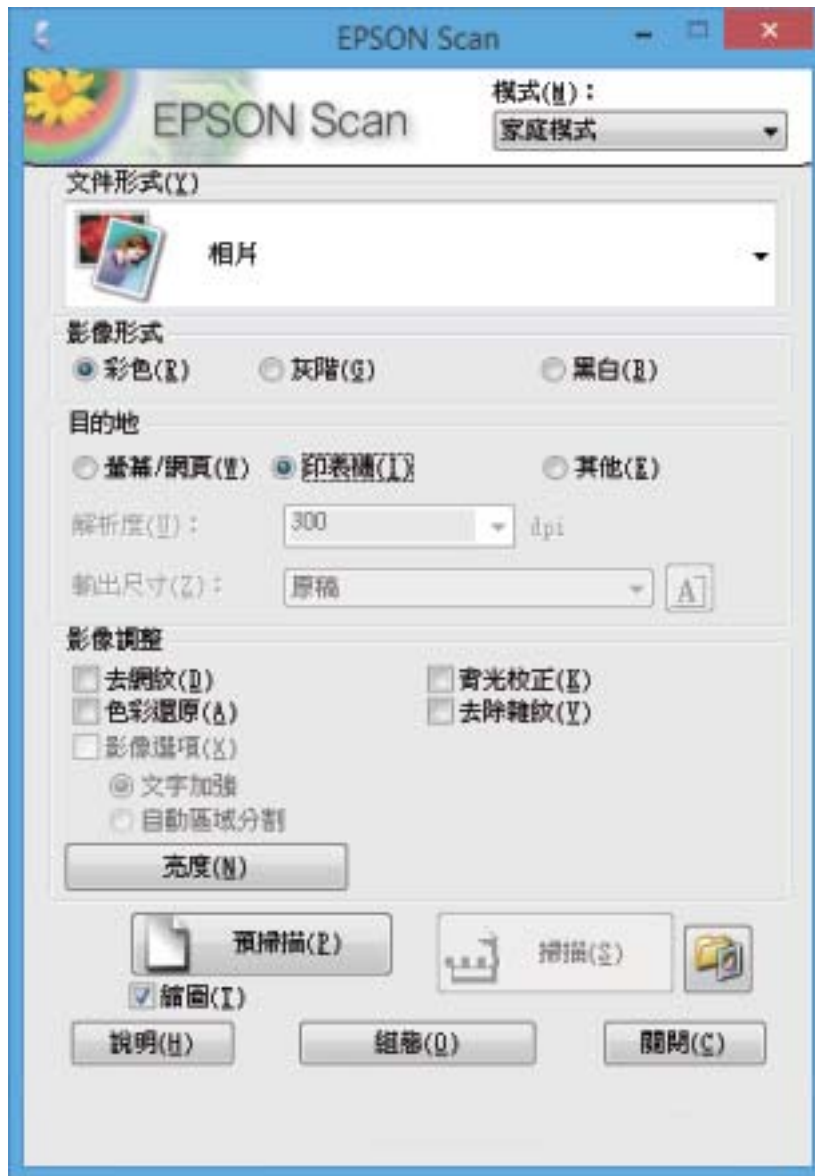 EPSON Scan
EPSON Scan
模式(M)：
家庭模式
文件形式(Y)
相片
影像形式
彩色(R) 灰階(G) 黑白(B)
目的地
螢幕/網頁(W) 印表機(I) 其他(E)
解析度(U)： 300 dpi
輸出尺寸(Z)： 原稿 A
影像調整
去網紋(D) 背光校正(K)
色彩還原(A) 去除雜紋(V)
影像選項(X)
文字加強
自動區域分割
亮度(N)
預掃描(P) 掃描(S)
縮圖(T)
說明(H) 組態(O) 關閉(C)